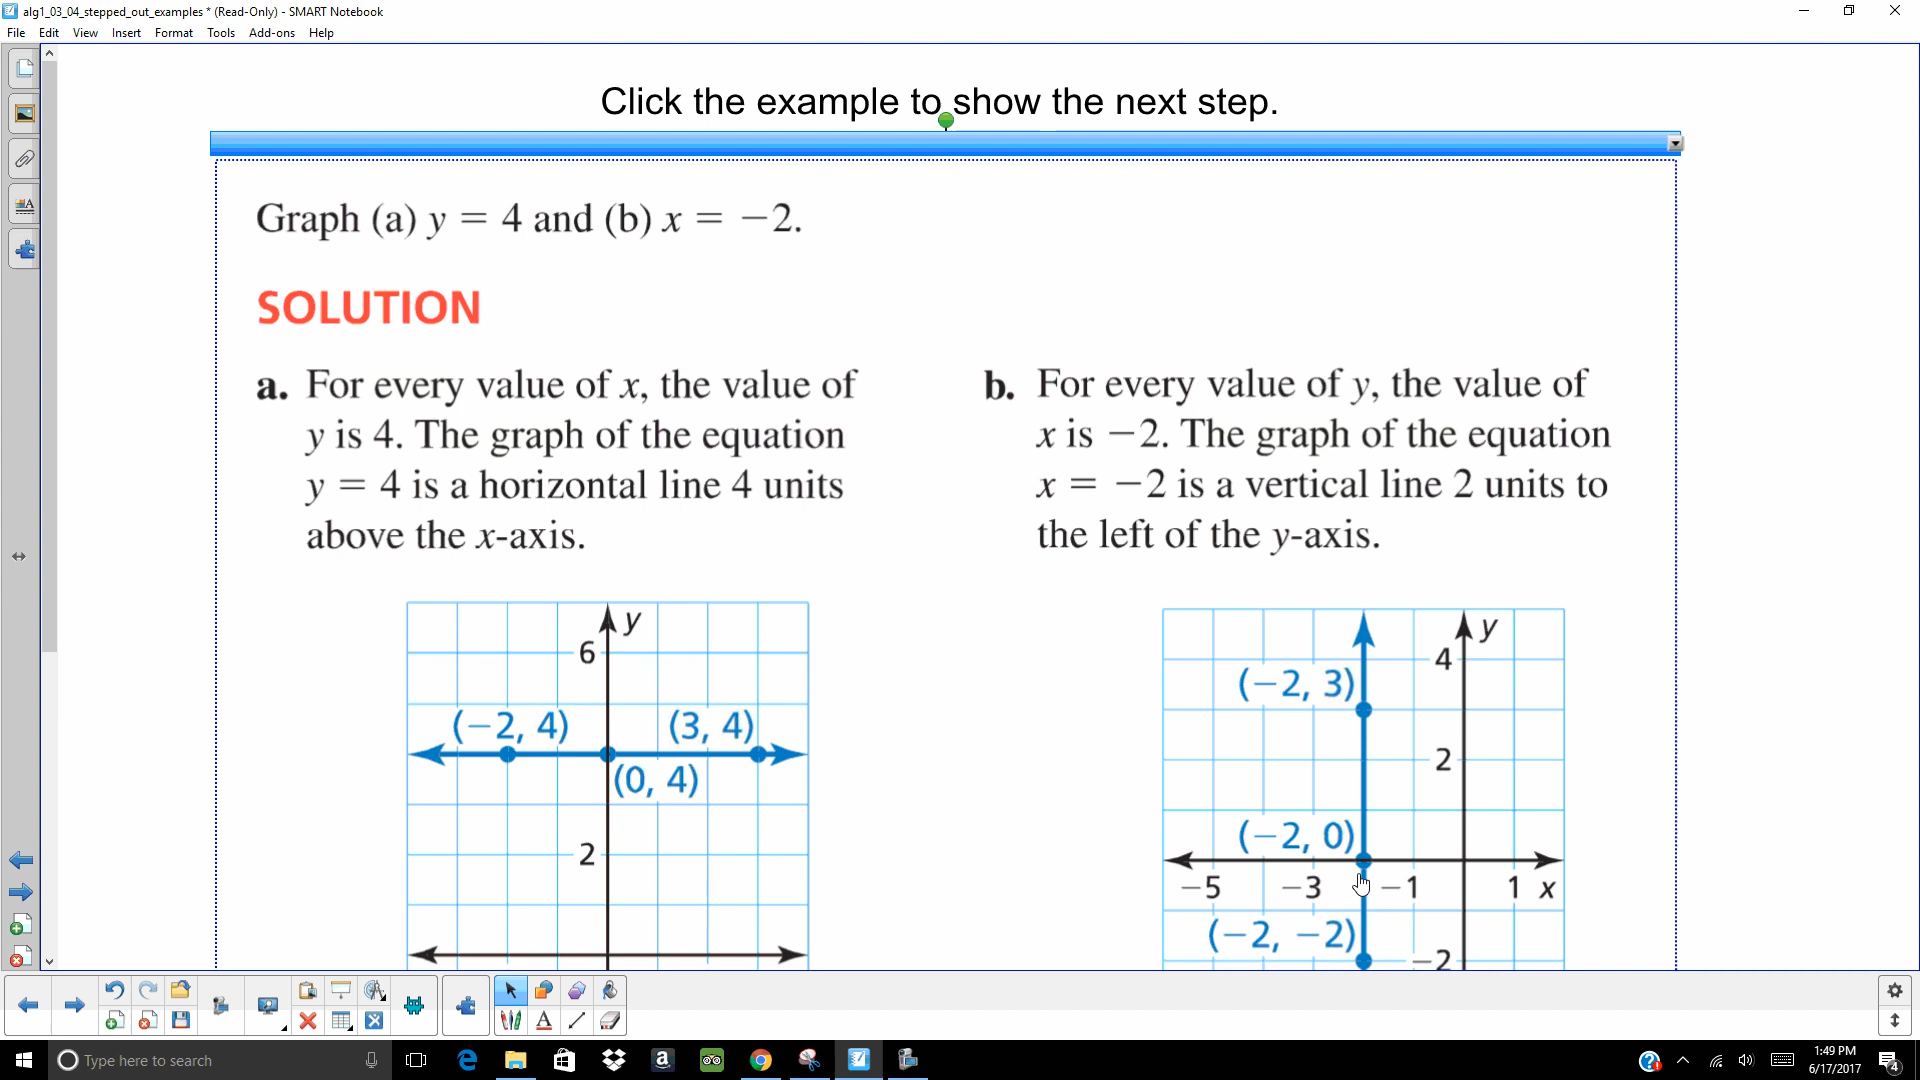 alg1_03_04_stepped_out_examples * (Read-Only) - SMART Notebook
File Edit View Insert Format Tools Add-ons Help
Click the example to show the next step.
Graph (a) y = 4 and (b) x = −2.
SOLUTION
a. For every value of x, the value of
y is 4. The graph of the equation
y = 4 is a horizontal line 4 units
above the x-axis.
b. For every value of y, the value of
x is −2. The graph of the equation
x = −2 is a vertical line 2 units to
the left of the y-axis.
y
6
(−2, 4) (3, 4)
(0, 4)
2
y
4
(−2, 3)
2
(−2, 0)
−5 −3 −1 1 x
(−2, −2)
−2
Type here to search
1:49 PM
6/17/2017
4